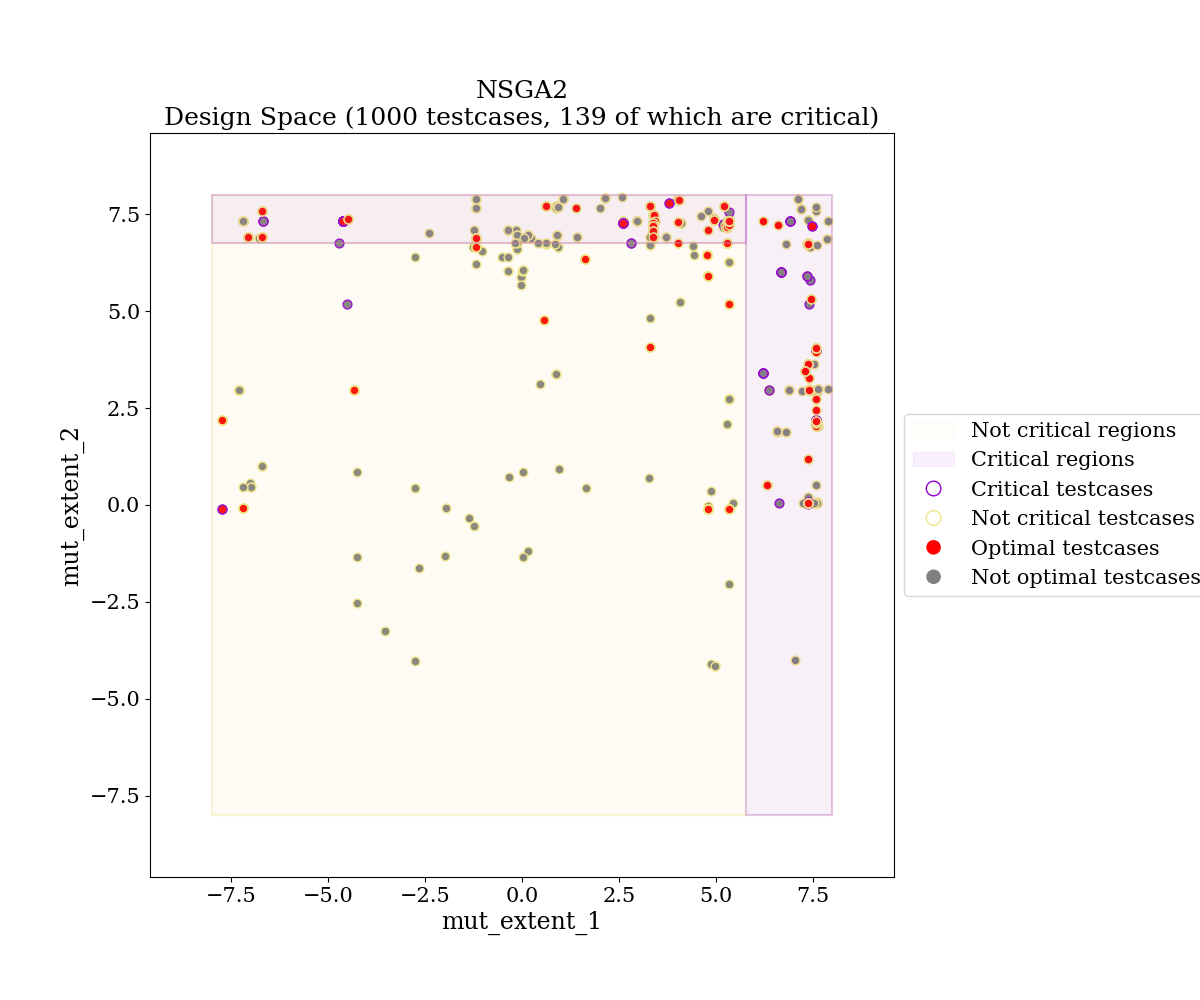 NSGA2
Design Space (1000 testcases, 139 of which are critical)
7.5
5.0
2.5
0.0
−2.5
−5.0
−7.5
mut_extent_2
−7.5 −5.0 −2.5 0.0 2.5 5.0 7.5
mut_extent_1
Not critical regions
Critical regions
Critical testcases
Not critical testcases
Optimal testcases
Not optimal testcases